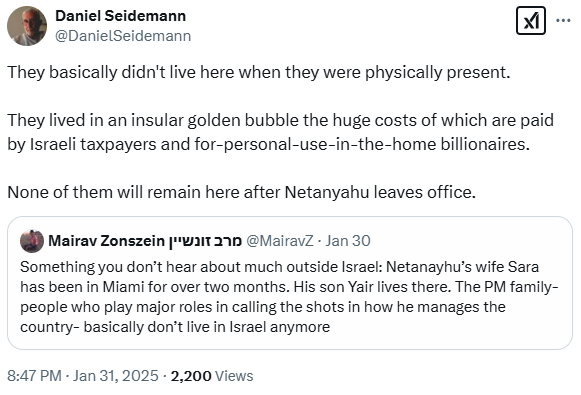 Daniel Seidemann
@DanielSeidemann
They basically didn't live here when they were physically present.
They lived in an insular golden bubble the huge costs of which are paid
by Israeli taxpayers and for-personal-use-in-the-home billionaires.
None of them will remain here after Netanyahu leaves office.
Mairav Zonszein מרב זונשיין @MairavZ · Jan 30
Something you don’t hear about much outside Israel: Netanayhu’s wife Sara
has been in Miami for over two months. His son Yair lives there. The PM family-
people who play major roles in calling the shots in how he manages the
country- basically don’t live in Israel anymore
8:47 PM · Jan 31, 2025 · 2,200 Views